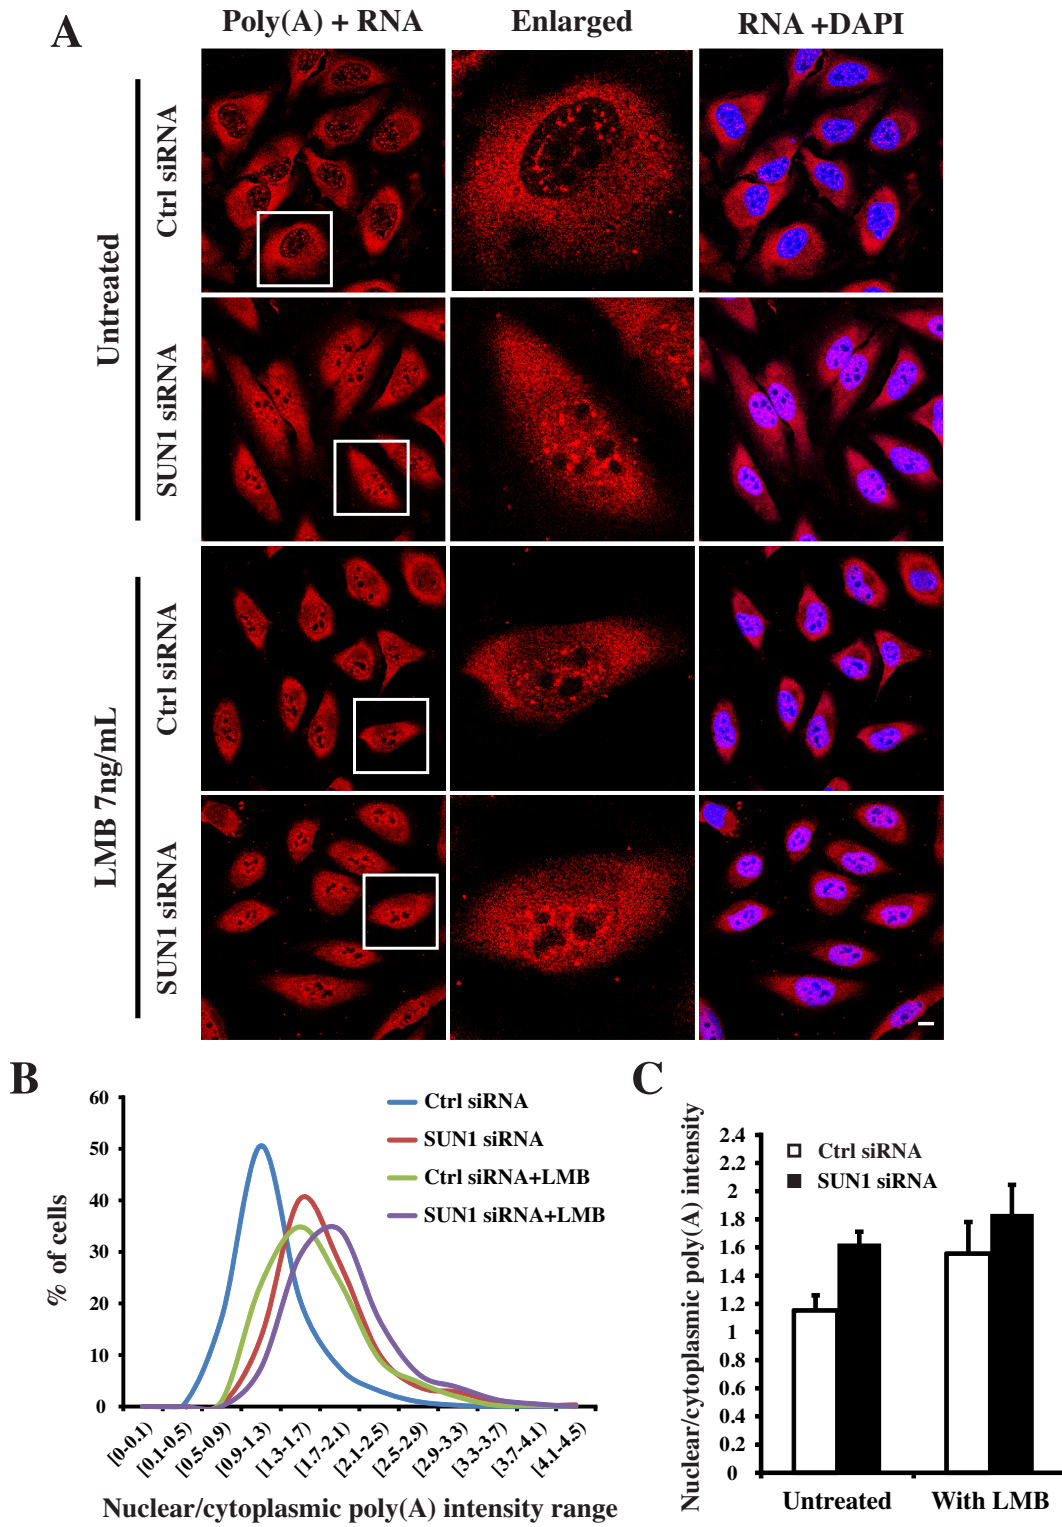 A
Poly(A) + RNA
Enlarged
RNA +DAPI
Untreated
Ctrl siRNA
SUN1 siRNA
LMB 7ng/mL
Ctrl siRNA
SUN1 siRNA
B
% of cells
60
50
40
30
20
10
0
Ctrl siRNA
SUN1 siRNA
Ctrl siRNA+LMB
SUN1 siRNA+LMB
[0-0.1)
[0.1-0.5)
[0.5-0.9)
[0.9-1.3)
[1.3-1.7)
[1.7-2.1)
[2.1-2.5)
[2.5-2.9)
[2.9-3.3)
[3.3-3.7)
[3.7-4.1)
[4.1-4.5)
Nuclear/cytoplasmic poly(A) intensity range
C
Nuclear/cytoplasmic poly(A) intensity
2.4
2.2
2
1.8
1.6
1.4
1.2
1
0.8
0.6
0.4
0.2
0
Ctrl siRNA
SUN1 siRNA
Untreated
With LMB